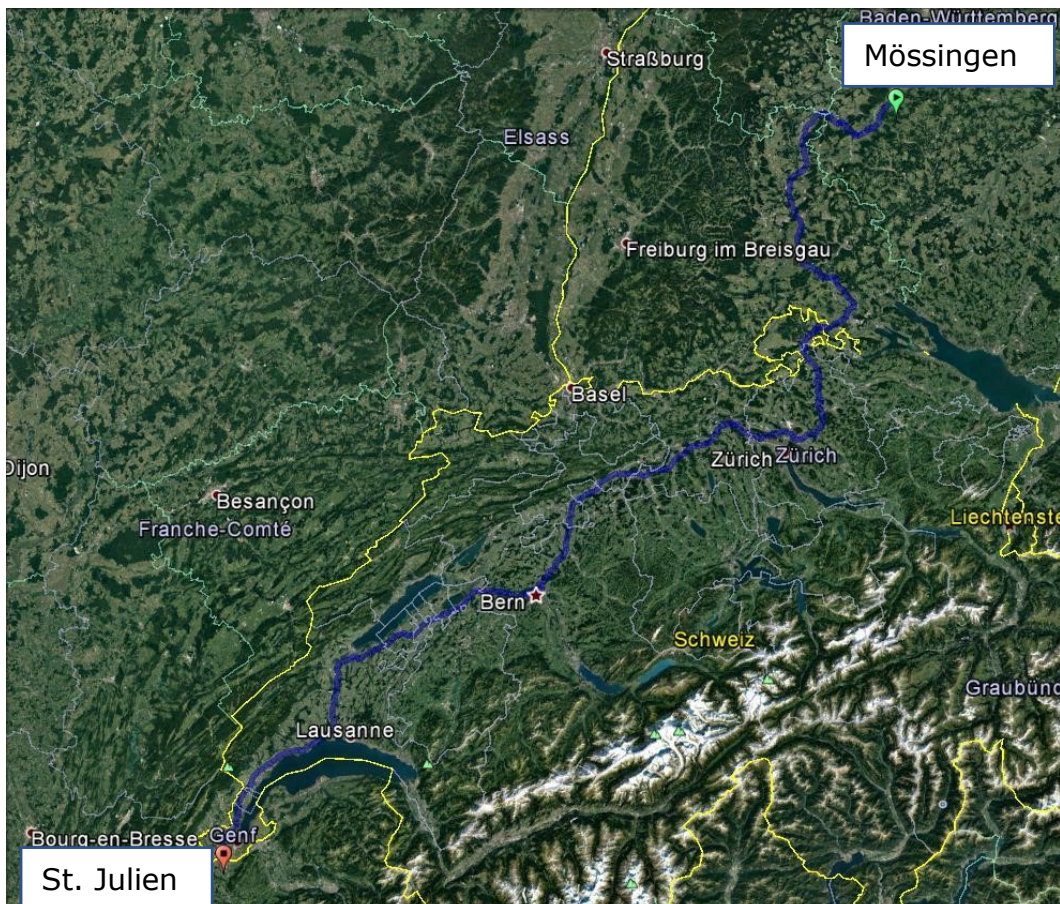 Baden-Württemberg
Mössingen
Straßburg
Elsass
Freiburg im Breisgau
Basel
Zürich Zürich
Dijon
Besançon
Franche-Comté
Liechtenste
Bern
Schweiz
Graubünd
Lausanne
Bourg-en-Bresse Genf
St. Julien